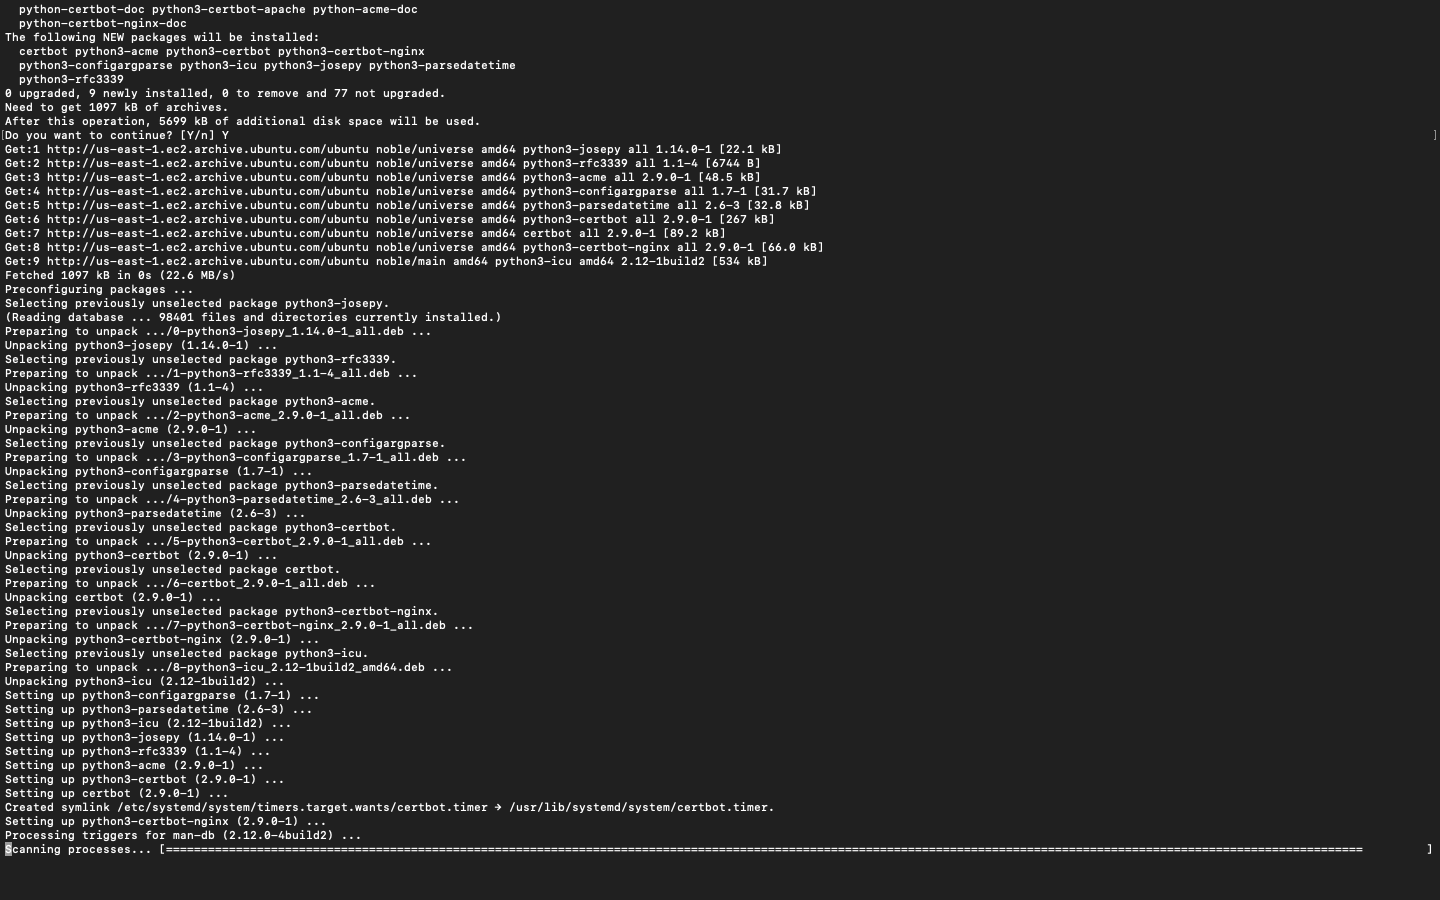 python-certbot-doc python3-certbot-apache python-acme-doc
python-certbot-nginx-doc
The following NEW packages will be installed:
certbot python3-acme python3-certbot python3-certbot-nginx
python3-configargparse python3-icu python3-josepy python3-parsedatetime
python3-rfc3339
0 upgraded, 9 newly installed, 0 to remove and 77 not upgraded.
Need to get 1097 kB of archives.
After this operation, 5699 kB of additional disk space will be used.
[Do you want to continue? [Y/n] Y ]
Get:1 http://us-east-1.ec2.archive.ubuntu.com/ubuntu noble/universe amd64 python3-josepy all 1.14.0-1 [22.1 kB]
Get:2 http://us-east-1.ec2.archive.ubuntu.com/ubuntu noble/universe amd64 python3-rfc3339 all 1.1-4 [6744 B]
Get:3 http://us-east-1.ec2.archive.ubuntu.com/ubuntu noble/universe amd64 python3-acme all 2.9.0-1 [48.5 kB]
Get:4 http://us-east-1.ec2.archive.ubuntu.com/ubuntu noble/universe amd64 python3-configargparse all 1.7-1 [31.7 kB]
Get:5 http://us-east-1.ec2.archive.ubuntu.com/ubuntu noble/universe amd64 python3-parsedatetime all 2.6-3 [32.8 kB]
Get:6 http://us-east-1.ec2.archive.ubuntu.com/ubuntu noble/universe amd64 python3-certbot all 2.9.0-1 [267 kB]
Get:7 http://us-east-1.ec2.archive.ubuntu.com/ubuntu noble/universe amd64 certbot all 2.9.0-1 [89.2 kB]
Get:8 http://us-east-1.ec2.archive.ubuntu.com/ubuntu noble/universe amd64 python3-certbot-nginx all 2.9.0-1 [66.0 kB]
Get:9 http://us-east-1.ec2.archive.ubuntu.com/ubuntu noble/main amd64 python3-icu amd64 2.12-1build2 [534 kB]
Fetched 1097 kB in 0s (22.6 MB/s)
Preconfiguring packages ...
Selecting previously unselected package python3-josepy.
(Reading database ... 98401 files and directories currently installed.)
Preparing to unpack .../0-python3-josepy_1.14.0-1_all.deb ...
Unpacking python3-josepy (1.14.0-1) ...
Selecting previously unselected package python3-rfc3339.
Preparing to unpack .../1-python3-rfc3339_1.1-4_all.deb ...
Unpacking python3-rfc3339 (1.1-4) ...
Selecting previously unselected package python3-acme.
Preparing to unpack .../2-python3-acme_2.9.0-1_all.deb ...
Unpacking python3-acme (2.9.0-1) ...
Selecting previously unselected package python3-configargparse.
Preparing to unpack .../3-python3-configargparse_1.7-1_all.deb ...
Unpacking python3-configargparse (1.7-1) ...
Selecting previously unselected package python3-parsedatetime.
Preparing to unpack .../4-python3-parsedatetime_2.6-3_all.deb ...
Unpacking python3-parsedatetime (2.6-3) ...
Selecting previously unselected package python3-certbot.
Preparing to unpack .../5-python3-certbot_2.9.0-1_all.deb ...
Unpacking python3-certbot (2.9.0-1) ...
Selecting previously unselected package certbot.
Preparing to unpack .../6-certbot_2.9.0-1_all.deb ...
Unpacking certbot (2.9.0-1) ...
Selecting previously unselected package python3-certbot-nginx.
Preparing to unpack .../7-python3-certbot-nginx_2.9.0-1_all.deb ...
Unpacking python3-certbot-nginx (2.9.0-1) ...
Selecting previously unselected package python3-icu.
Preparing to unpack .../8-python3-icu_2.12-1build2_amd64.deb ...
Unpacking python3-icu (2.12-1build2) ...
Setting up python3-configargparse (1.7-1) ...
Setting up python3-parsedatetime (2.6-3) ...
Setting up python3-icu (2.12-1build2) ...
Setting up python3-josepy (1.14.0-1) ...
Setting up python3-rfc3339 (1.1-4) ...
Setting up python3-acme (2.9.0-1) ...
Setting up python3-certbot (2.9.0-1) ...
Setting up certbot (2.9.0-1) ...
Created symlink /etc/systemd/system/timers.target.wants/certbot.timer → /usr/lib/systemd/system/certbot.timer.
Setting up python3-certbot-nginx (2.9.0-1) ...
Processing triggers for man-db (2.12.0-4build2) ...
Scanning processes... [=========================================================================================================================================================================== ]